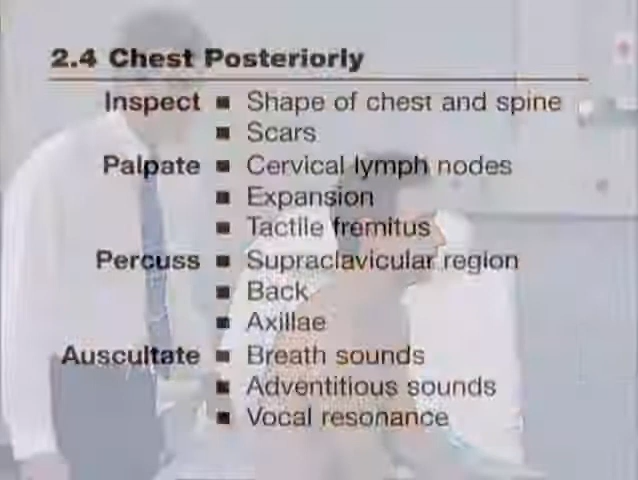 2.4 Chest Posteriorly
Inspect ■ Shape of chest and spine
■ Scars
Palpate ■ Cervical lymph nodes
■ Expansion
■ Tactile fremitus
Percuss ■ Supraclavicular region
■ Back
■ Axillae
Auscultate ■ Breath sounds
■ Adventitious sounds
■ Vocal resonance